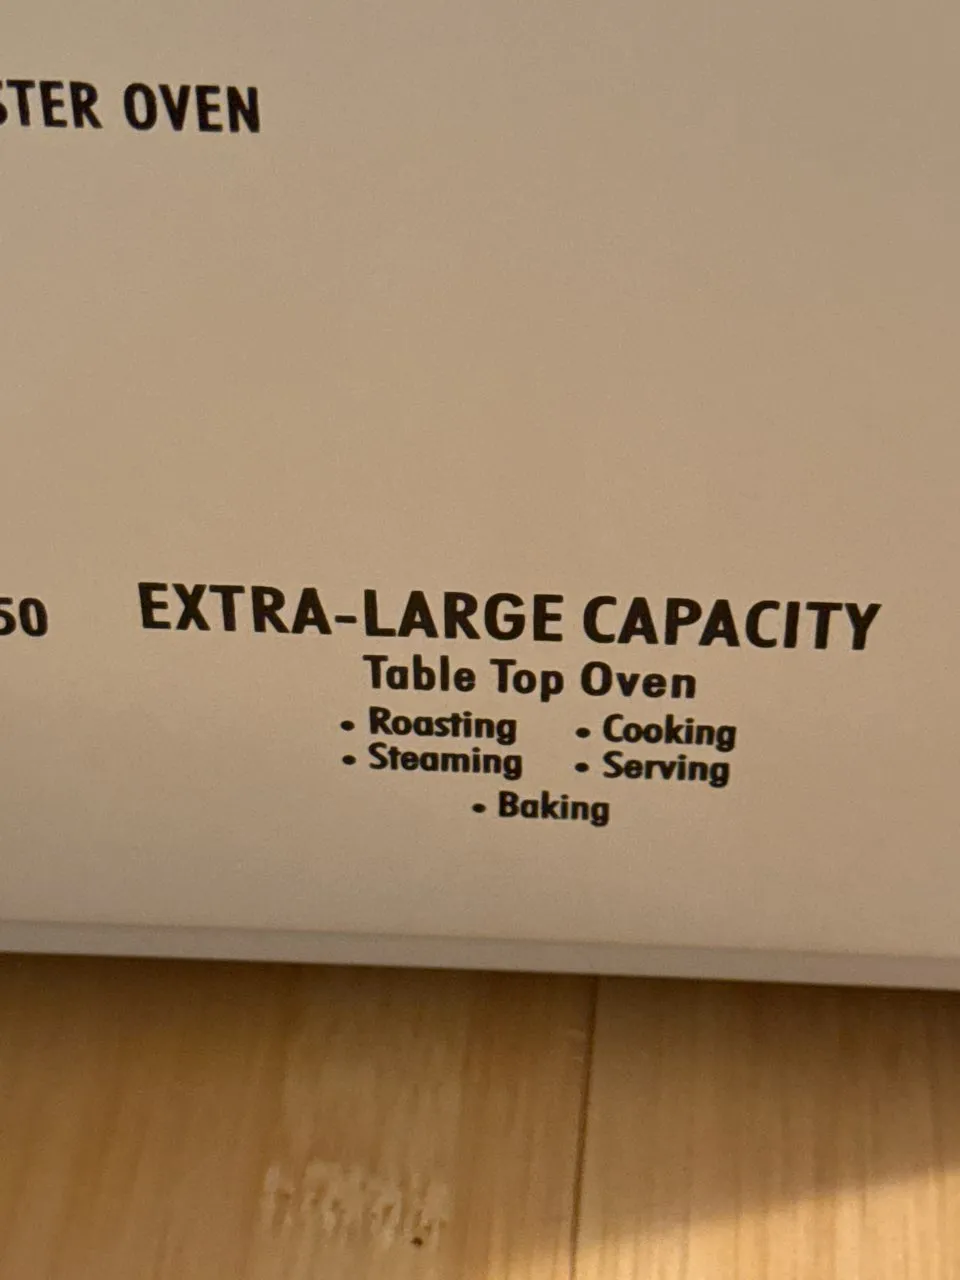 STER OVEN
50
EXTRA-LARGE CAPACITY
Table Top Oven
• Roasting • Cooking
• Steaming • Serving
• Baking